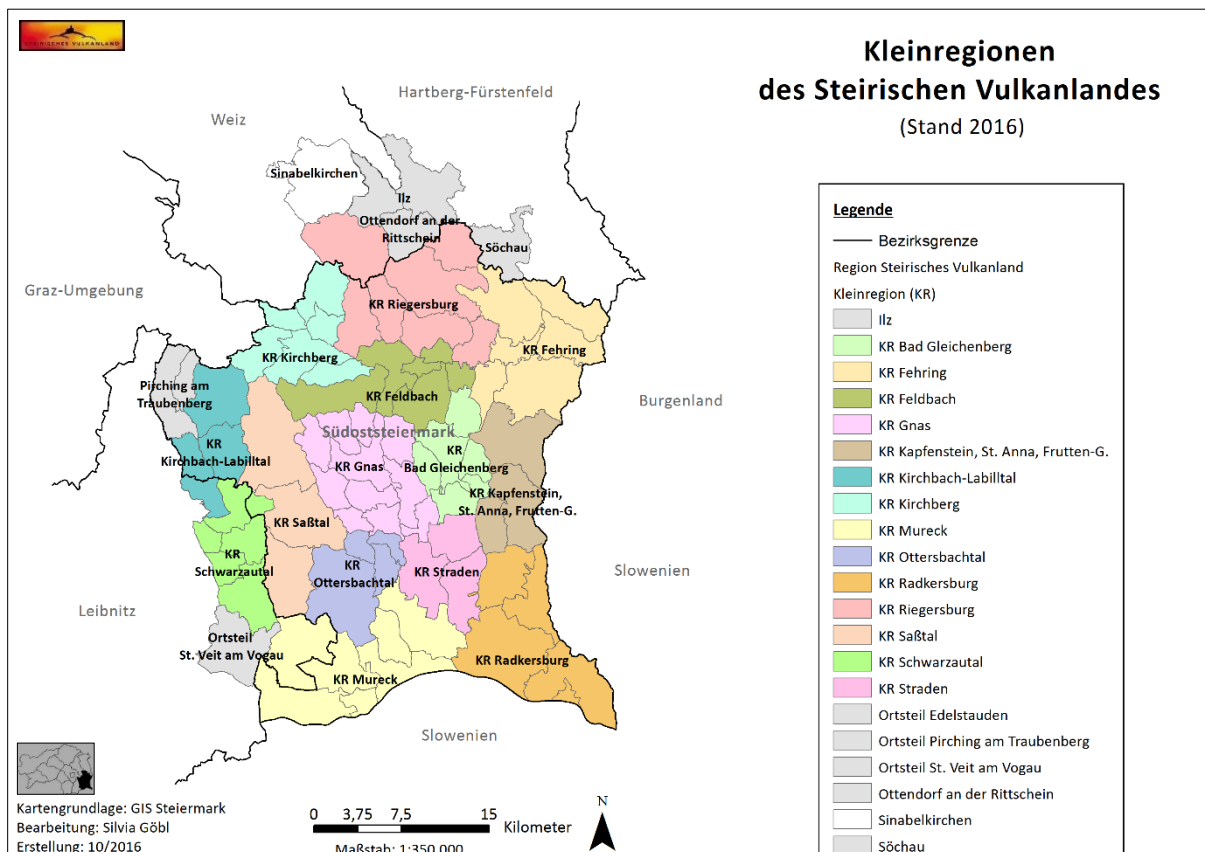 STEIRISCHES VULKANLAND
Kleinregionen
des Steirischen Vulkanlandes
(Stand 2016)
Hartberg-Fürstenfeld
Weiz
Sinabelkirchen
Ilz
Ottendorf an der
Rittschein
Söchau
Graz-Umgebung
KR Riegersburg
KR Fehring
KR Kirchberg
Pirching am
Traubenberg
KR Feldbach
Burgenland
Südoststeiermark
KR
Kirchbach-Labilltal
KR Gnas
KR
Bad Gleichenberg
KR Kapfenstein,
St. Anna, Frutten-G.
KR Saßtal
KR
Schwarzautal
KR
Ottersbachtal
KR Straden
Slowenien
Leibnitz
Ortsteil
St. Veit am Vogau
KR Mureck
KR Radkersburg
Slowenien
Legende
Bezirksgrenze
Region Steirisches Vulkanland
Kleinregion (KR)
Ilz
KR Bad Gleichenberg
KR Fehring
KR Feldbach
KR Gnas
KR Kapfenstein, St. Anna, Frutten-G.
KR Kirchbach-Labilltal
KR Kirchberg
KR Mureck
KR Ottersbachtal
KR Radkersburg
KR Riegersburg
KR Saßtal
KR Schwarzautal
KR Straden
Ortsteil Edelstauden
Ortsteil Pirching am Traubenberg
Ortsteil St. Veit am Vogau
Ottendorf an der Rittschein
Sinabelkirchen
Söchau
Kartengrundlage: GIS Steiermark
Bearbeitung: Silvia Göbl
Erstellung: 10/2016
0 3,75 7,5 15
Kilometer
Maßstab: 1:350.000
N